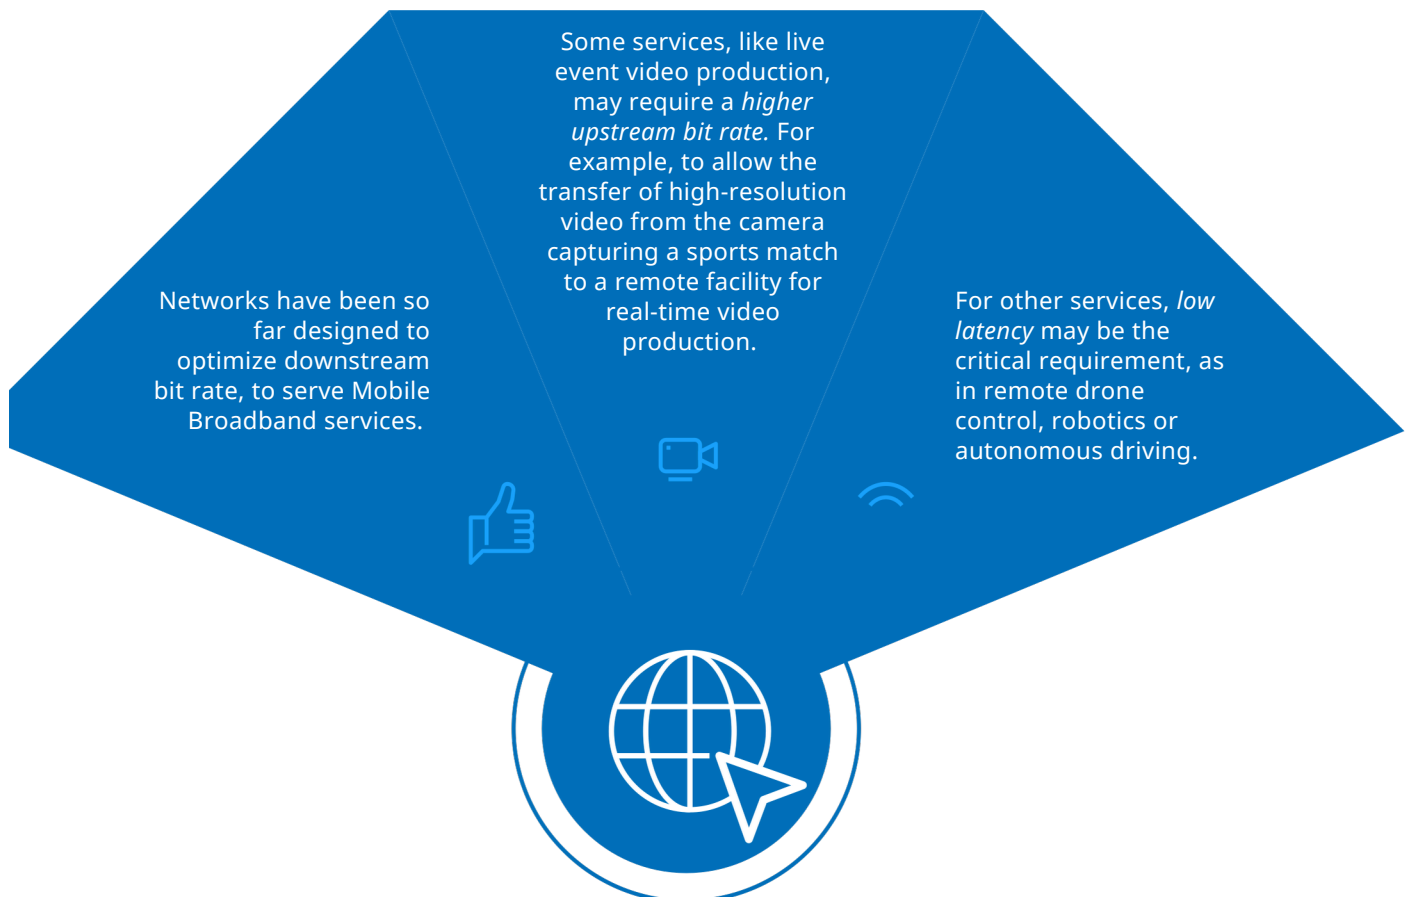 Networks have been so
far designed to
optimize downstream
bit rate, to serve Mobile
Broadband services.
Some services, like live
event video production,
may require a higher
upstream bit rate. For
example, to allow the
transfer of high-resolution
video from the camera
capturing a sports match
to a remote facility for
real-time video
production.
For other services, low
latency may be the
critical requirement, as
in remote drone
control, robotics or
autonomous driving.